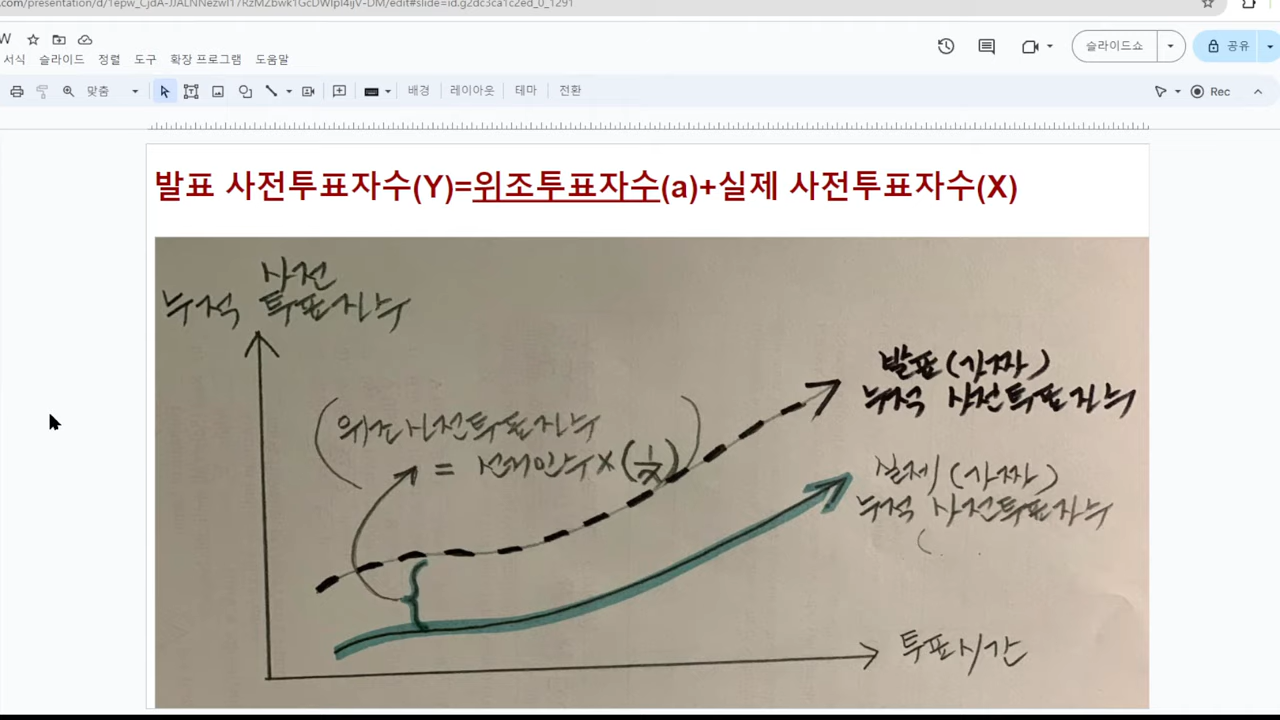 서식 슬라이드 정렬 도구 확장 프로그램 도움말
슬라이드쇼
공유
맞춤
배경 레이아웃 테마 전환
Rec
발표 사전투표자수(Y)=위조투표자수(a)+실제 사전투표자수(X)
사전
누적 투표자수
발표(가짜)
누적 사전투표자수
위조사전투표자수
= 선거인수×(1/x)
실제(가짜)
누적 사전투표자수
투표시간